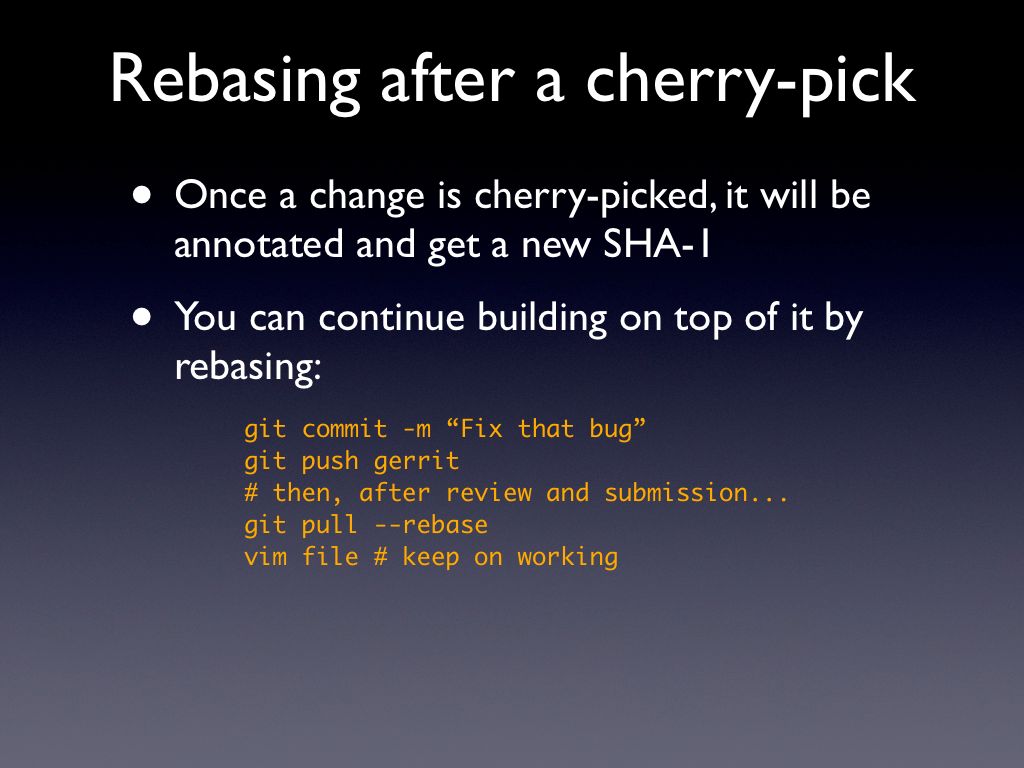 Rebasing after a cherry-pick
• Once a change is cherry-picked, it will be
annotated and get a new SHA-1
• You can continue building on top of it by
rebasing:
git commit -m “Fix that bug”
git push gerrit
# then, after review and submission...
git pull --rebase
vim file # keep on working